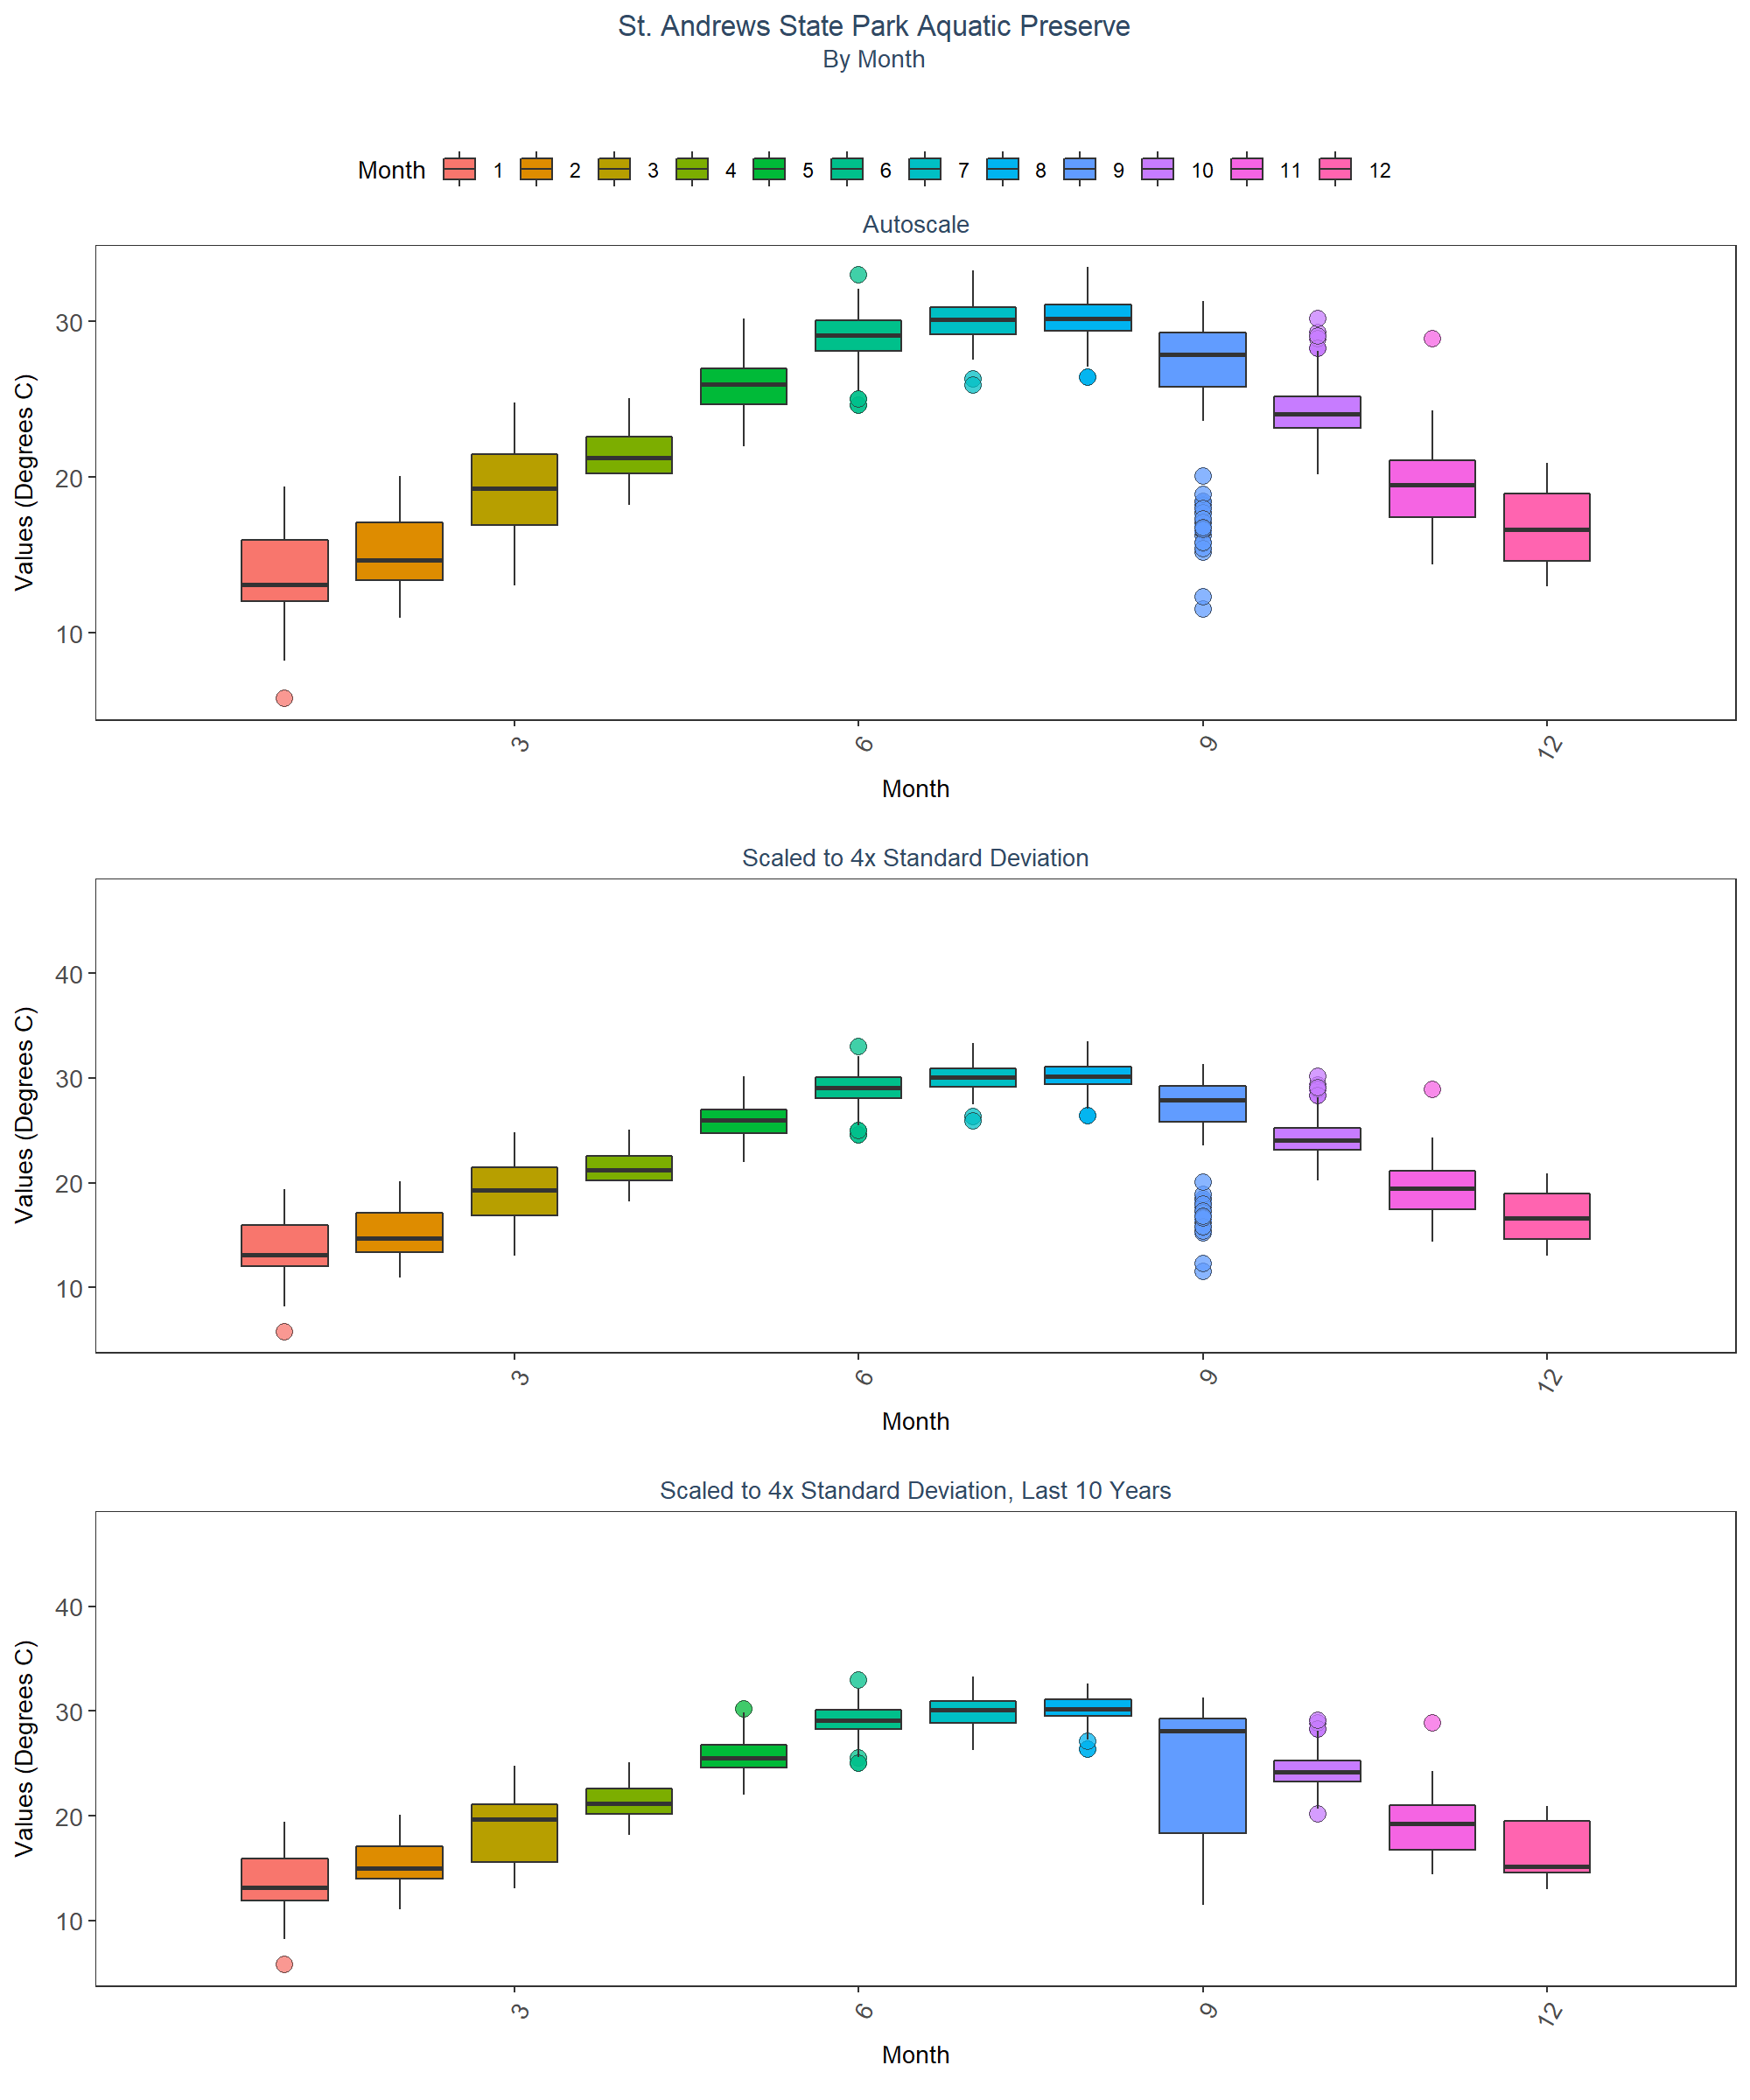 St. Andrews State Park Aquatic Preserve
By Month
Month 1 2 3 4 5 6 7 8 9 10 11 12
Autoscale
Values (Degrees C)
30
20
10
3 6 9 12
Month
Scaled to 4x Standard Deviation
Values (Degrees C)
40
30
20
10
3 6 9 12
Month
Scaled to 4x Standard Deviation, Last 10 Years
Values (Degrees C)
40
30
20
10
3 6 9 12
Month